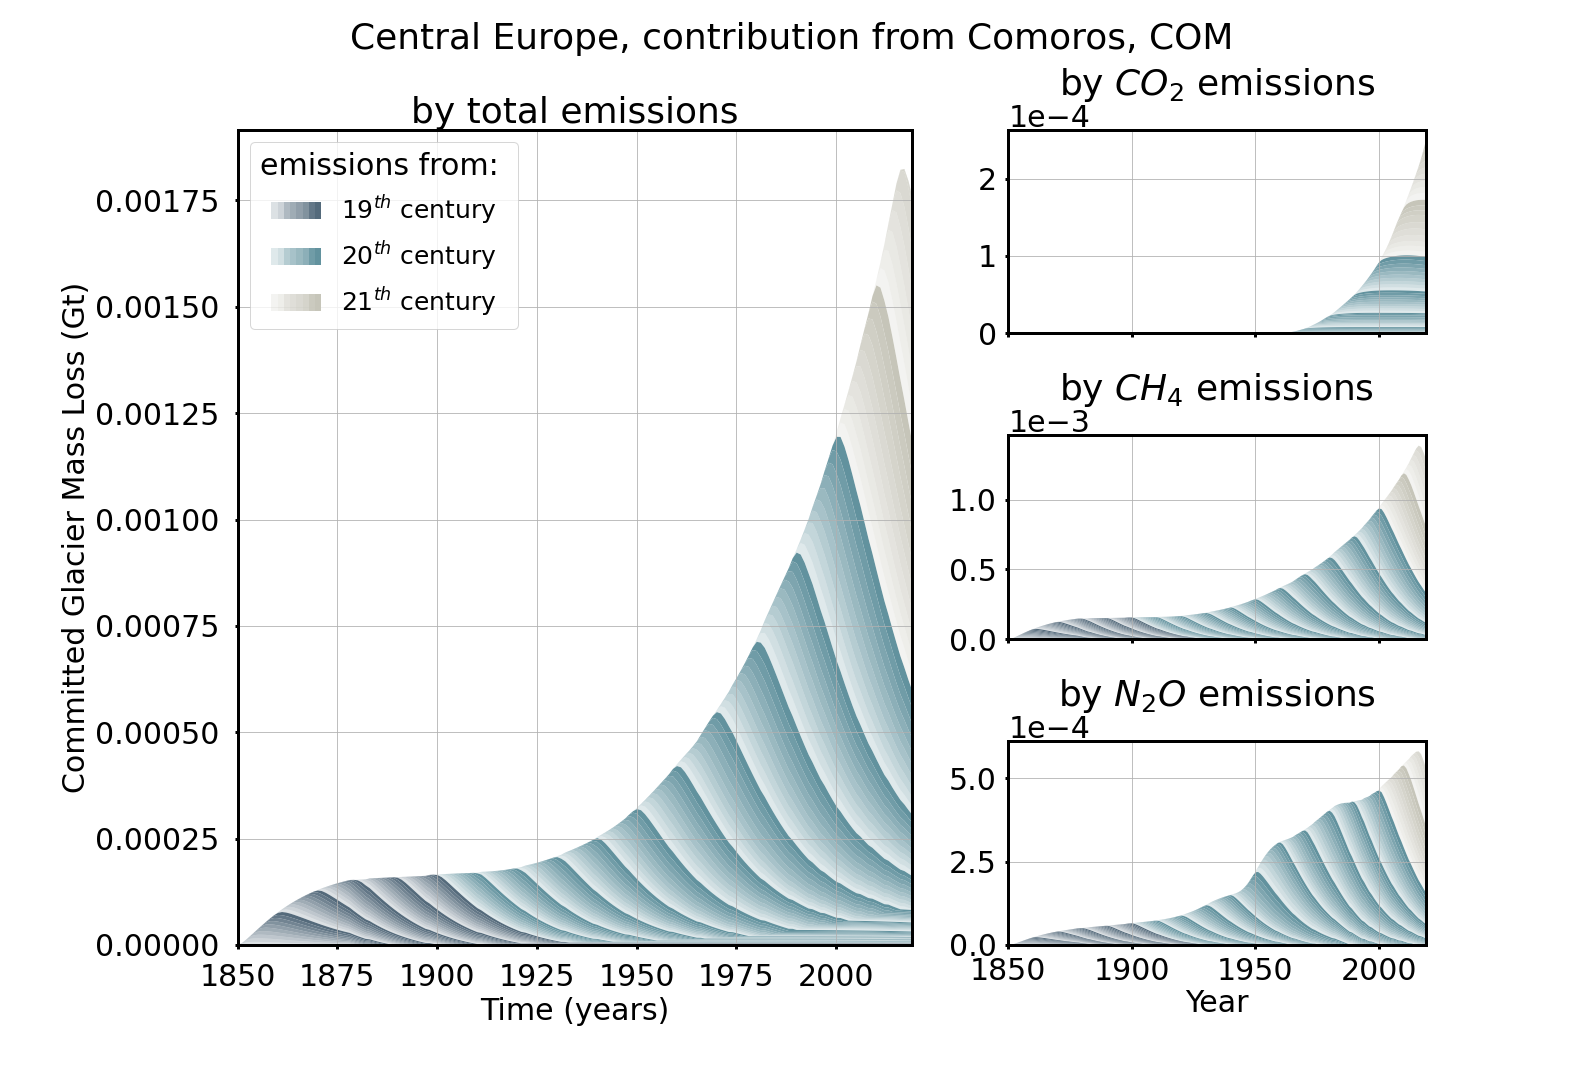 Central Europe, contribution from Comoros, COM
by total emissions
emissions from:
19th century
20th century
21th century
Committed Glacier Mass Loss (Gt)
0.00175
0.00150
0.00125
0.00100
0.00075
0.00050
0.00025
0.00000
1850 1875 1900 1925 1950 1975 2000
Time (years)
by CO2 emissions
1e−4
2
1
0
by CH4 emissions
1e−3
1.0
0.5
0.0
by N2O emissions
1e−4
5.0
2.5
0.0
1850 1900 1950 2000
Year